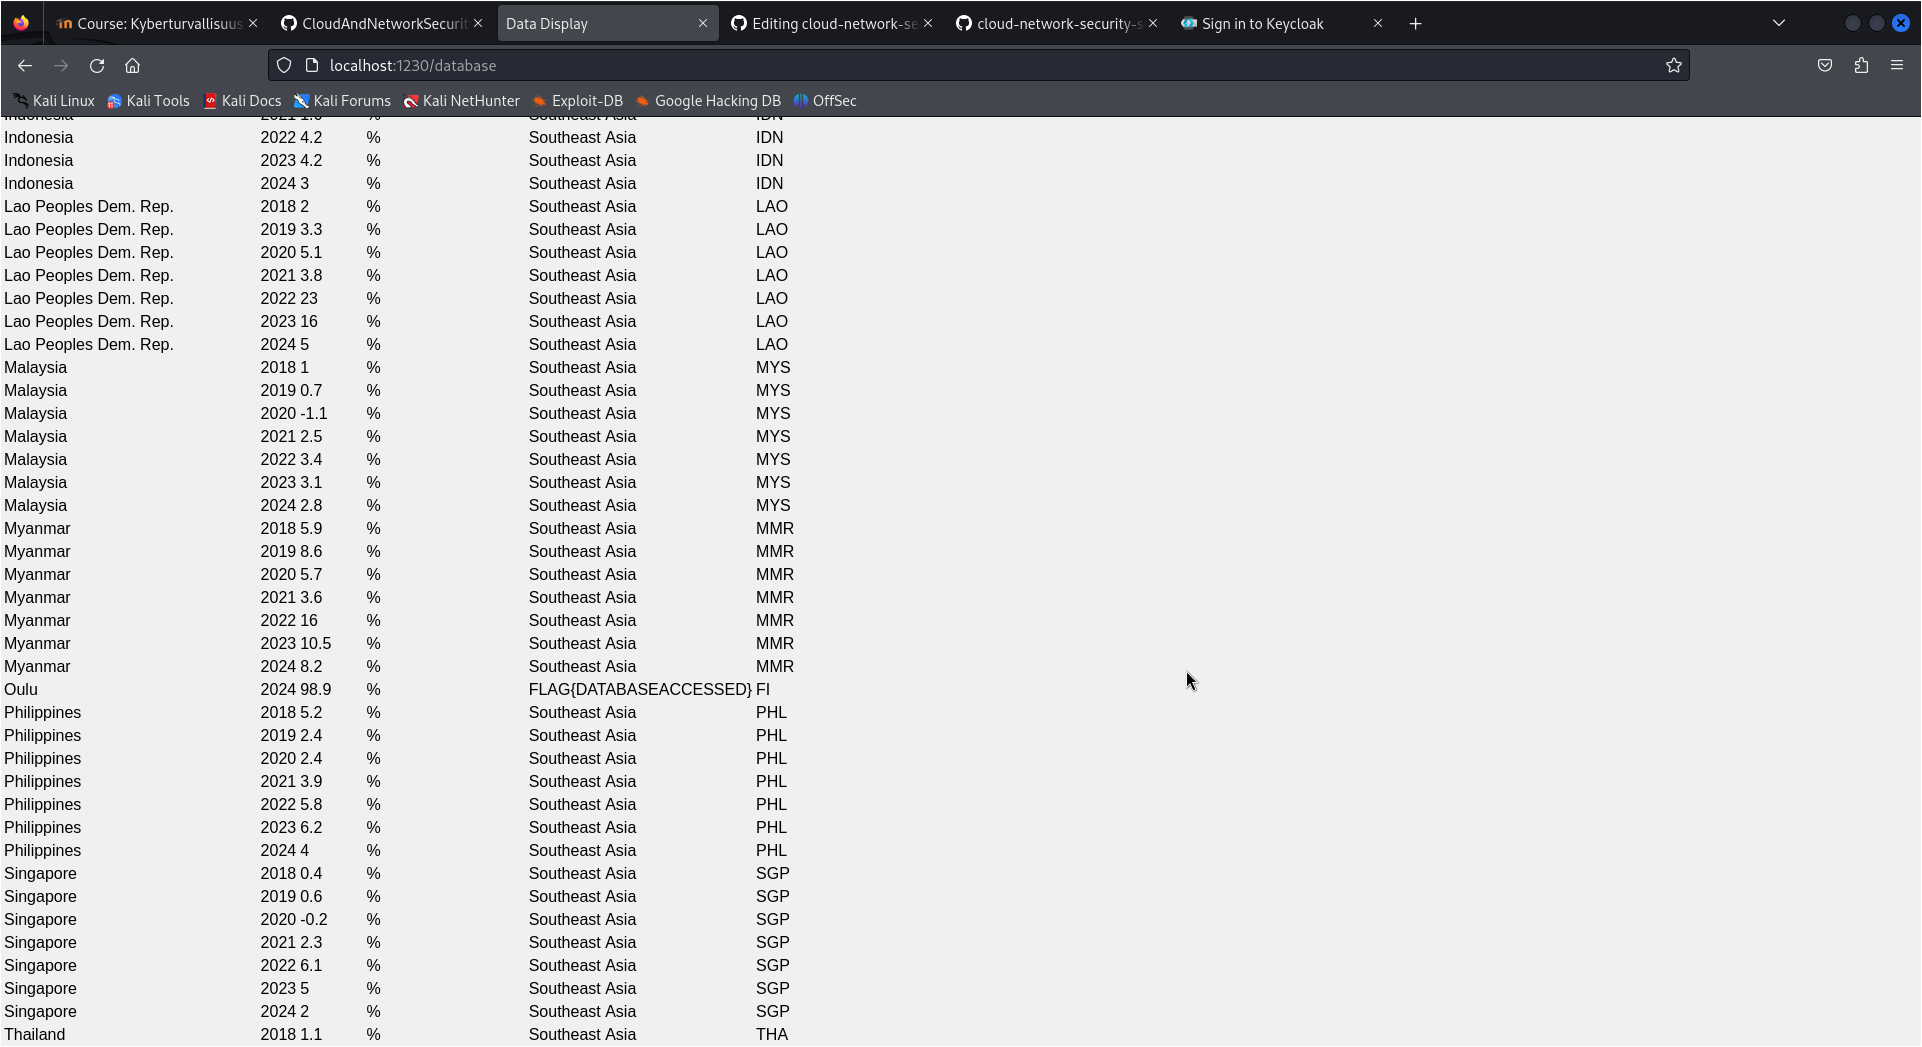 Course: Kyberturvallisuus
CloudAndNetworkSecurit
Data Display
Editing cloud-network-se
cloud-network-security-s
Sign in to Keycloak
localhost:1230/database
Kali Linux Kali Tools Kali Docs Kali Forums Kali NetHunter Exploit-DB Google Hacking DB OffSec
Indonesia 2022 4.2 % Southeast Asia IDN
Indonesia 2023 4.2 % Southeast Asia IDN
Indonesia 2024 3 % Southeast Asia IDN
Lao Peoples Dem. Rep. 2018 2 % Southeast Asia LAO
Lao Peoples Dem. Rep. 2019 3.3 % Southeast Asia LAO
Lao Peoples Dem. Rep. 2020 5.1 % Southeast Asia LAO
Lao Peoples Dem. Rep. 2021 3.8 % Southeast Asia LAO
Lao Peoples Dem. Rep. 2022 23 % Southeast Asia LAO
Lao Peoples Dem. Rep. 2023 16 % Southeast Asia LAO
Lao Peoples Dem. Rep. 2024 5 % Southeast Asia LAO
Malaysia 2018 1 % Southeast Asia MYS
Malaysia 2019 0.7 % Southeast Asia MYS
Malaysia 2020 -1.1 % Southeast Asia MYS
Malaysia 2021 2.5 % Southeast Asia MYS
Malaysia 2022 3.4 % Southeast Asia MYS
Malaysia 2023 3.1 % Southeast Asia MYS
Malaysia 2024 2.8 % Southeast Asia MYS
Myanmar 2018 5.9 % Southeast Asia MMR
Myanmar 2019 8.6 % Southeast Asia MMR
Myanmar 2020 5.7 % Southeast Asia MMR
Myanmar 2021 3.6 % Southeast Asia MMR
Myanmar 2022 16 % Southeast Asia MMR
Myanmar 2023 10.5 % Southeast Asia MMR
Myanmar 2024 8.2 % Southeast Asia MMR
Oulu 2024 98.9 % FLAG{DATABASEACCESSED} FI
Philippines 2018 5.2 % Southeast Asia PHL
Philippines 2019 2.4 % Southeast Asia PHL
Philippines 2020 2.4 % Southeast Asia PHL
Philippines 2021 3.9 % Southeast Asia PHL
Philippines 2022 5.8 % Southeast Asia PHL
Philippines 2023 6.2 % Southeast Asia PHL
Philippines 2024 4 % Southeast Asia PHL
Singapore 2018 0.4 % Southeast Asia SGP
Singapore 2019 0.6 % Southeast Asia SGP
Singapore 2020 -0.2 % Southeast Asia SGP
Singapore 2021 2.3 % Southeast Asia SGP
Singapore 2022 6.1 % Southeast Asia SGP
Singapore 2023 5 % Southeast Asia SGP
Singapore 2024 2 % Southeast Asia SGP
Thailand 2018 1.1 % Southeast Asia THA